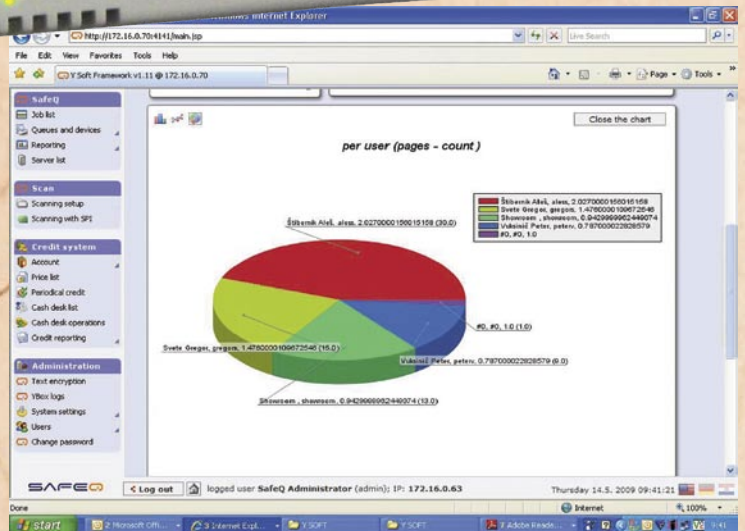 Windows Internet Explorer
http://172.16.0.70:4141/main.jsp
Live Search
File Edit View Favorites Tools Help
Y Soft Framework v1.11 @ 172.16.0.70
Page Tools »
SafeQ
Job list
Queues and devices
Reporting
Server list
Scan
Scanning setup
Scanning with SPI
Credit system
Account
Price list
Periodical credit
Cash desk list
Cash desk operations
Credit reporting
Administration
Text encryption
YBox logs
System settings
Users
Change password
Close the chart
per user (pages - count )
Štibernik Aleš, aless, 2.0270000156015158
Svete Gregor, gregors, 1.4760000109672546
Showroom , showroom, 0.9429999962449074
Vuksinič Peter, peterv, 0.787000022828579
#0, #0, 1.0
Štibernik Aleš, aless, 2.0270000156015158 (30.0)
#0, #0, 1.0 (1.0)
Svete Gregor, gregors, 1.4760000109672546 (15.0)
Vuksinič Peter, peterv, 0.787000022828579 (9.0)
Showroom , showroom, 0.9429999962449074 (13.0)
SAFEQ
< Log out
logged user SafeQ Administrator (admin); IP: 172.16.0.63
Thursday 14.5. 2009 09:41:21
Done
Internet
100%
start
2 Microsoft Offi...
3 Internet Expl...
Y SOFT
Y SOFT
2 Adobe Reade...
9:41